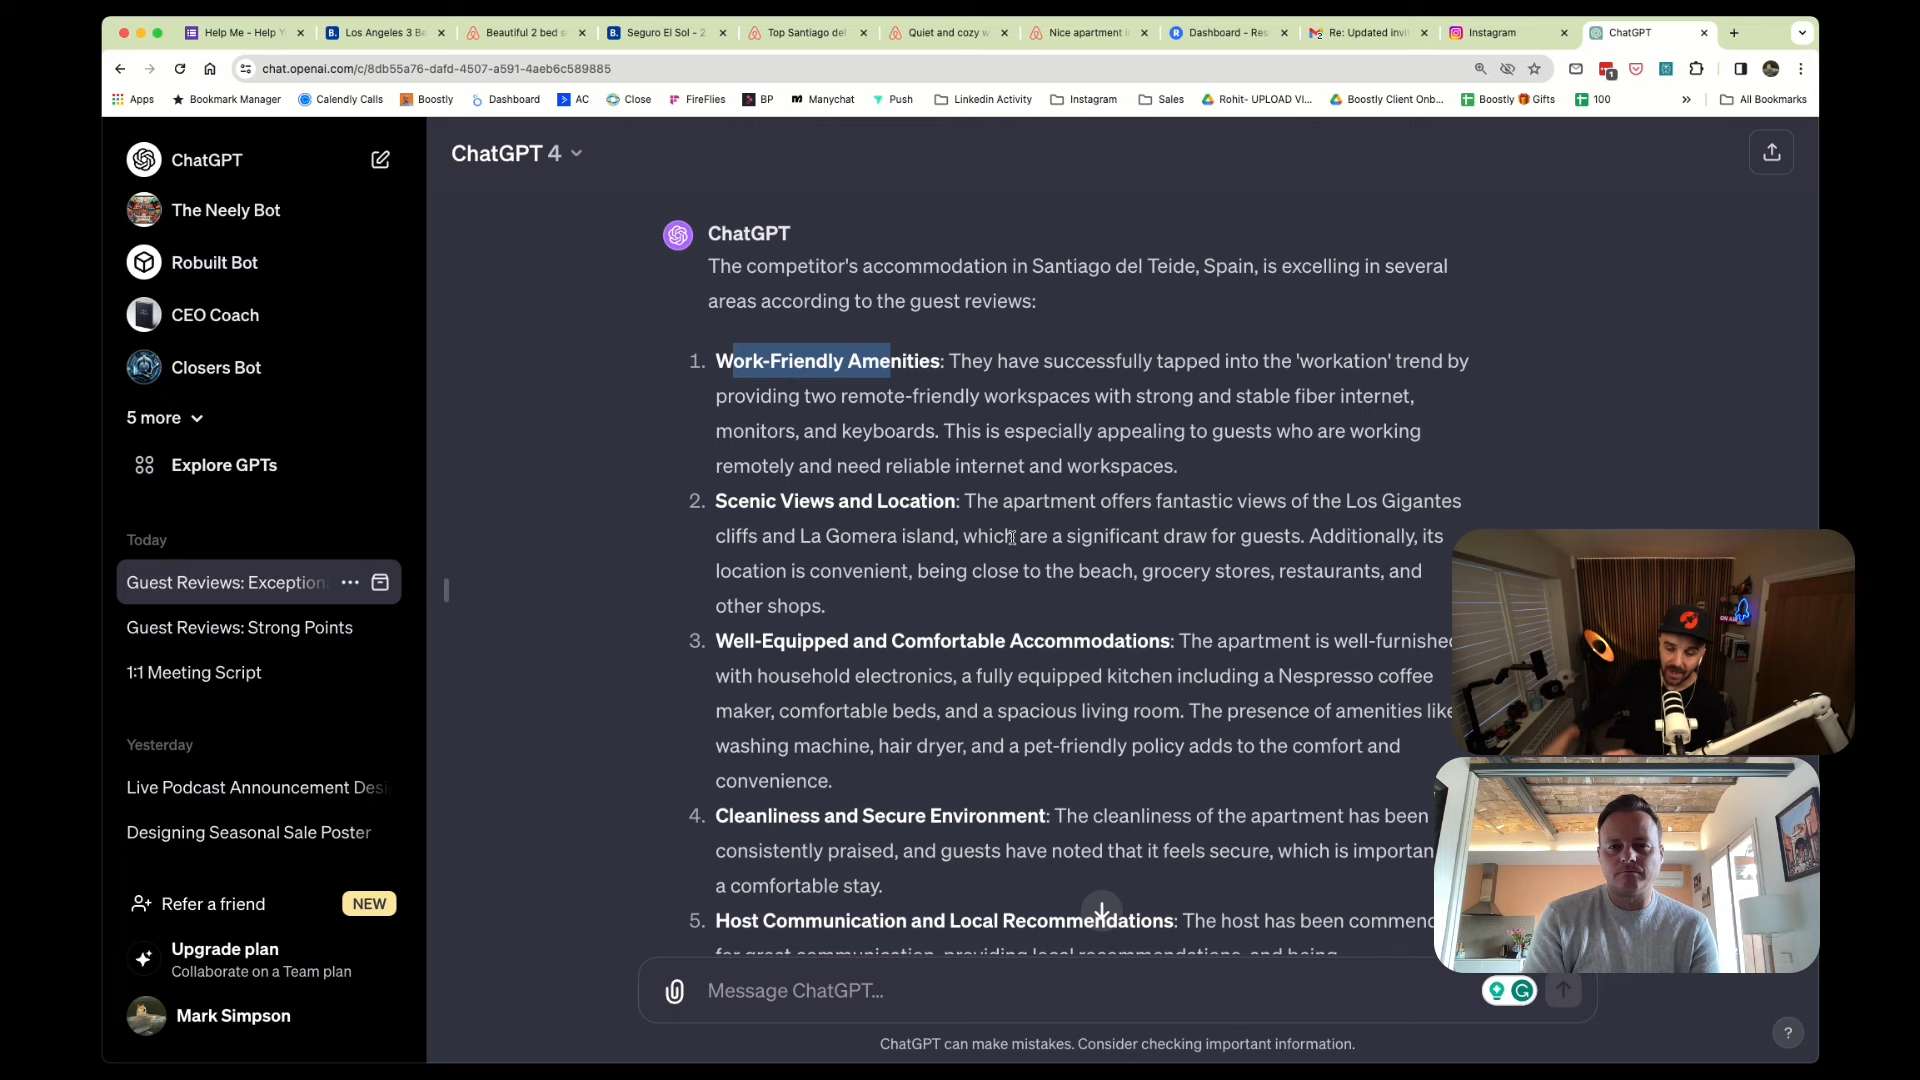 Help Me - Help Y
Los Angeles 3 Be
Beautiful 2 bed s
Seguro El Sol - 2
Top Santiago del
Quiet and cozy w
Nice apartment i
Dashboard - Res
Re: Updated invi
Instagram
ChatGPT
chat.openai.com/c/8db55a76-dafd-4507-a591-4aeb6c589885
Apps
Bookmark Manager
Calendly Calls
Boostly
Dashboard
AC
Close
FireFlies
BP
Manychat
Push
Linkedin Activity
Instagram
Sales
Rohit- UPLOAD VI...
Boostly Client Onb...
Boostly 🎁 Gifts
100
All Bookmarks
ChatGPT
The Neely Bot
Robuilt Bot
CEO Coach
Closers Bot
5 more
Explore GPTs
Today
Guest Reviews: Exception
Guest Reviews: Strong Points
1:1 Meeting Script
Yesterday
Live Podcast Announcement Desi
Designing Seasonal Sale Poster
Refer a friend NEW
Upgrade plan
Collaborate on a Team plan
Mark Simpson
ChatGPT 4
ChatGPT
The competitor's accommodation in Santiago del Teide, Spain, is excelling in several
areas according to the guest reviews:
1. Work-Friendly Amenities: They have successfully tapped into the 'workation' trend by
providing two remote-friendly workspaces with strong and stable fiber internet,
monitors, and keyboards. This is especially appealing to guests who are working
remotely and need reliable internet and workspaces.
2. Scenic Views and Location: The apartment offers fantastic views of the Los Gigantes
cliffs and La Gomera island, which are a significant draw for guests. Additionally, its
location is convenient, being close to the beach, grocery stores, restaurants, and
other shops.
3. Well-Equipped and Comfortable Accommodations: The apartment is well-furnished
with household electronics, a fully equipped kitchen including a Nespresso coffee
maker, comfortable beds, and a spacious living room. The presence of amenities like
washing machine, hair dryer, and a pet-friendly policy adds to the comfort and
convenience.
4. Cleanliness and Secure Environment: The cleanliness of the apartment has been
consistently praised, and guests have noted that it feels secure, which is importan
a comfortable stay.
5. Host Communication and Local Recommendations: The host has been commend
for great communication, providing local recommendations, and being
Message ChatGPT...
ChatGPT can make mistakes. Consider checking important information.
?